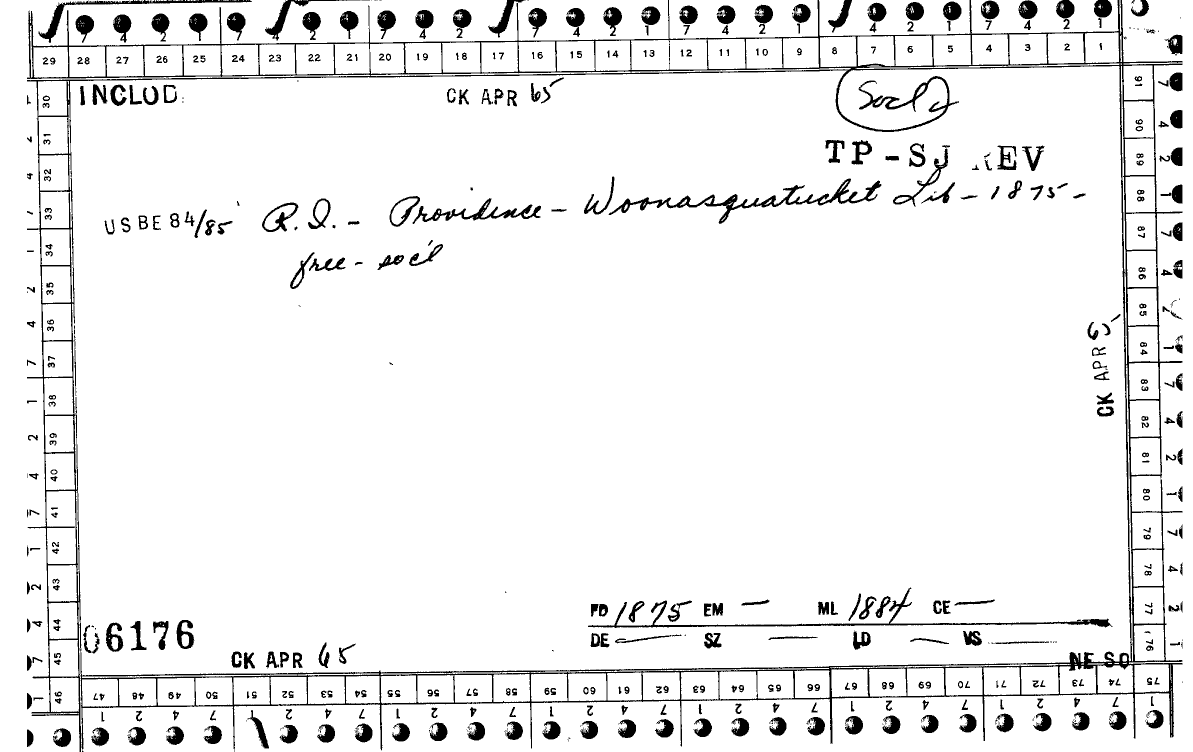 7 4 2 1 7 4 2 1 7 4 2 1 7 4 2 1 7 4 2 1 7 4 2 1 7 4 2 1
29 28 27 26 25 24 23 22 21 20 19 18 17 16 15 14 13 12 11 10 9 8 7 6 5 4 3 2 1
INCLUD
CK APR 65
Soc'l
TP-SJ REV
USBE 84/85 R.I. - Providence - Woonasquatucket Lib - 1875 -
free - soc'l
CK APR 6
FD 1875 EM — ML 1884 CE —
DE — SZ — LD — VS
06176
CK APR 65
NE SO
30 31 32 33 34 35 36 37 38 39 40 41 42 43 44 45 46
91 90 89 88 87 86 85 84 83 82 81 80 79 78 77 76
47 48 49 50 51 52 53 54 55 56 57 58 59 60 61 62 63 64 65 66 67 68 69 70 71 72 73 74 75
1 2 4 7 1 2 4 7 1 2 4 7 1 2 4 7 1 2 4 7 1 2 4 7 1 2 4 7 1